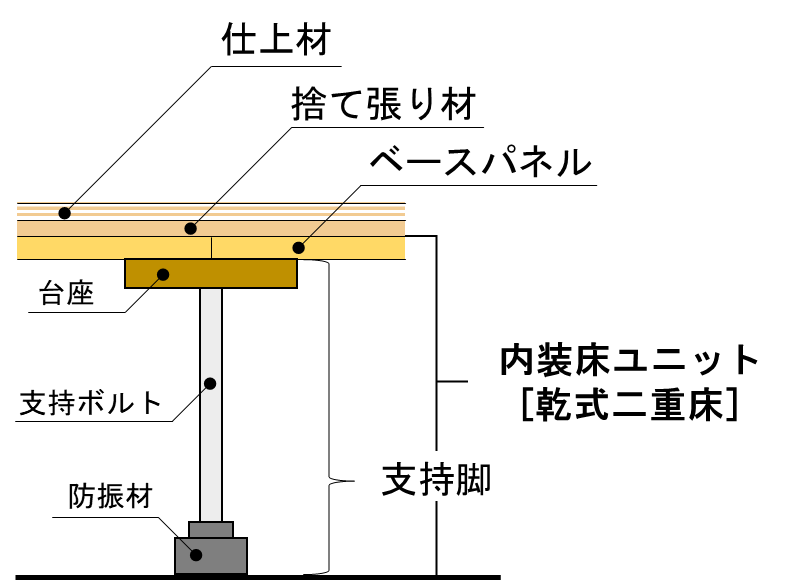 仕上材
捨て張り材
ベースパネル
台座
内装床ユニット
[乾式二重床]
支持ボルト
支持脚
防振材